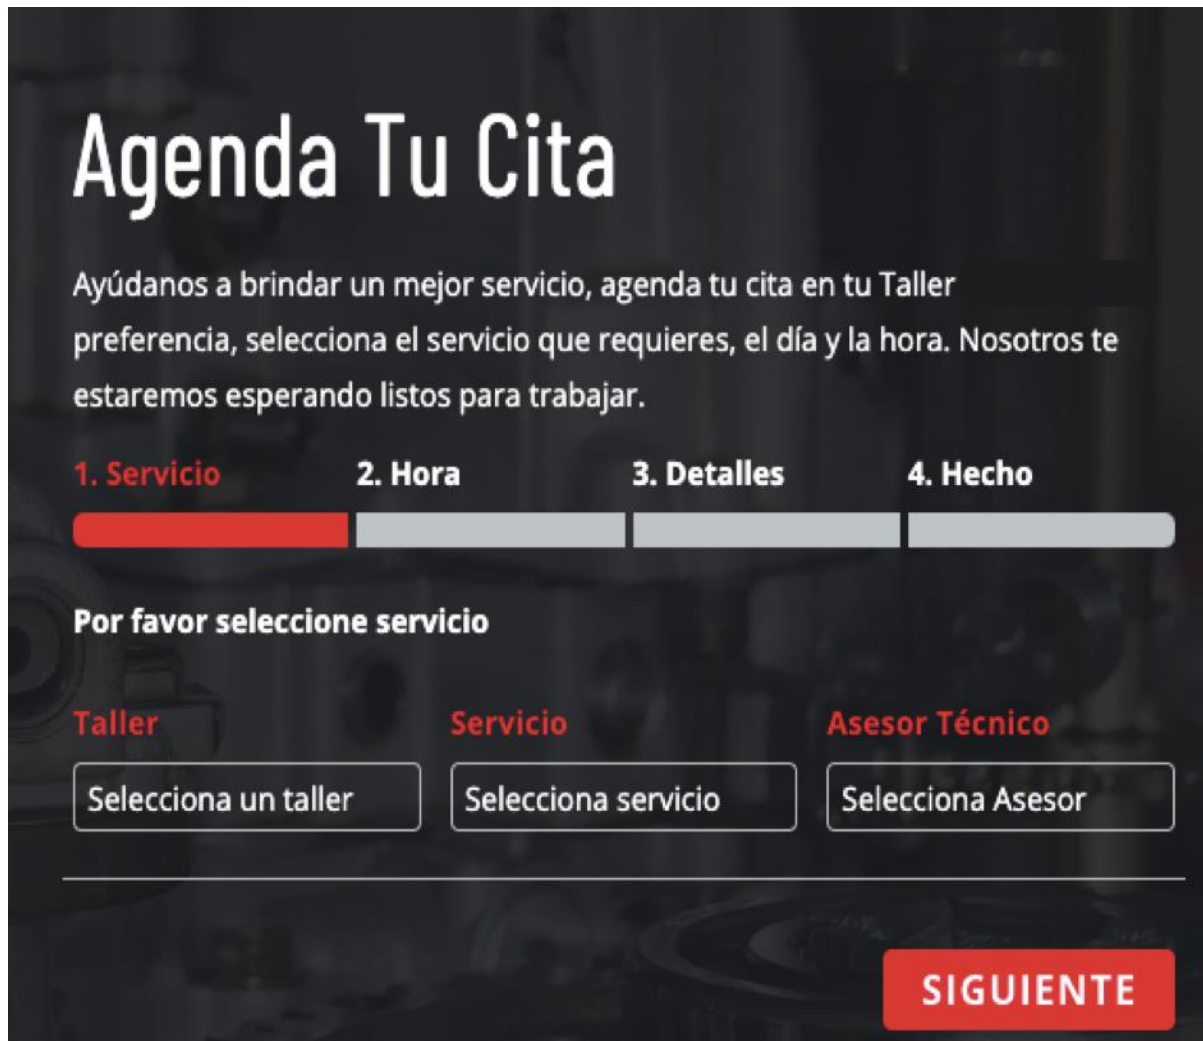 Agenda Tu Cita
Ayúdanos a brindar un mejor servicio, agenda tu cita en tu Taller
preferencia, selecciona el servicio que requieres, el día y la hora. Nosotros te
estaremos esperando listos para trabajar.
1. Servicio 2. Hora 3. Detalles 4. Hecho
Por favor seleccione servicio
Taller Servicio Asesor Técnico
Selecciona un taller Selecciona servicio Selecciona Asesor
SIGUIENTE